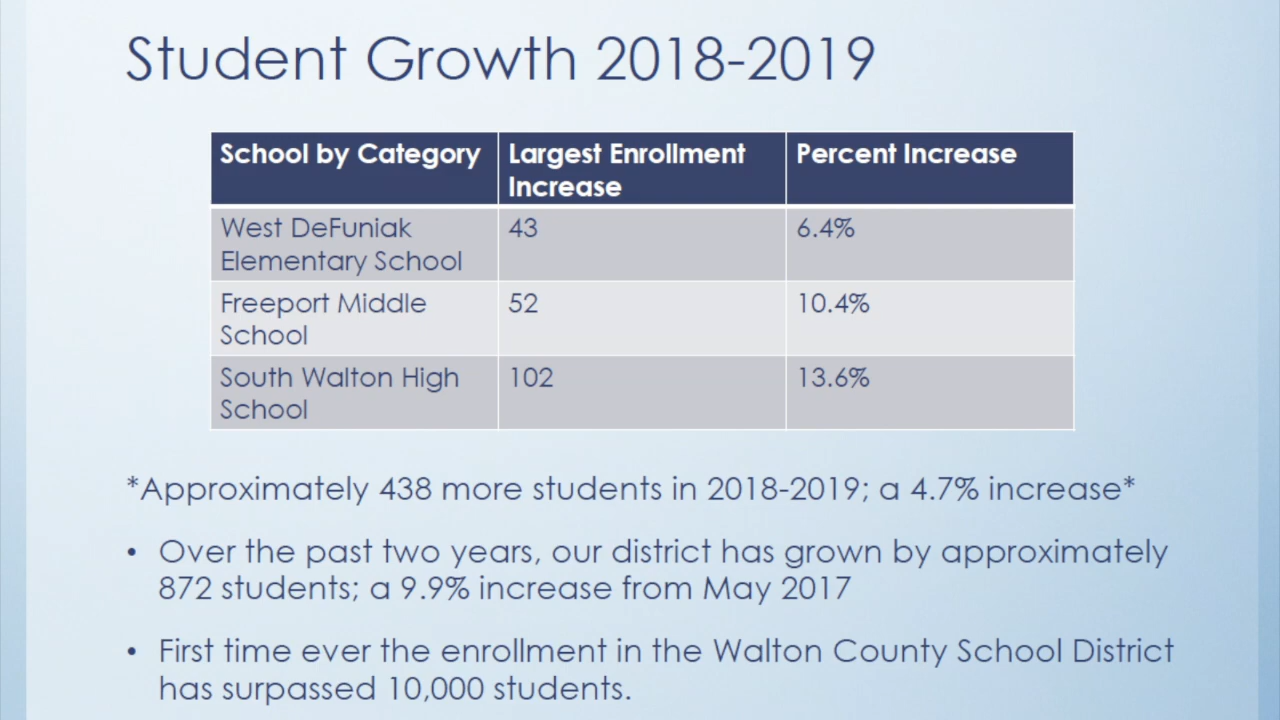 Student Growth 2018-2019
School by Category
Largest Enrollment
Increase
Percent Increase
West DeFuniak
Elementary School
43
6.4%
Freeport Middle
School
52
10.4%
South Walton High
School
102
13.6%
*Approximately 438 more students in 2018-2019; a 4.7% increase*
• Over the past two years, our district has grown by approximately
872 students; a 9.9% increase from May 2017
• First time ever the enrollment in the Walton County School District
has surpassed 10,000 students.